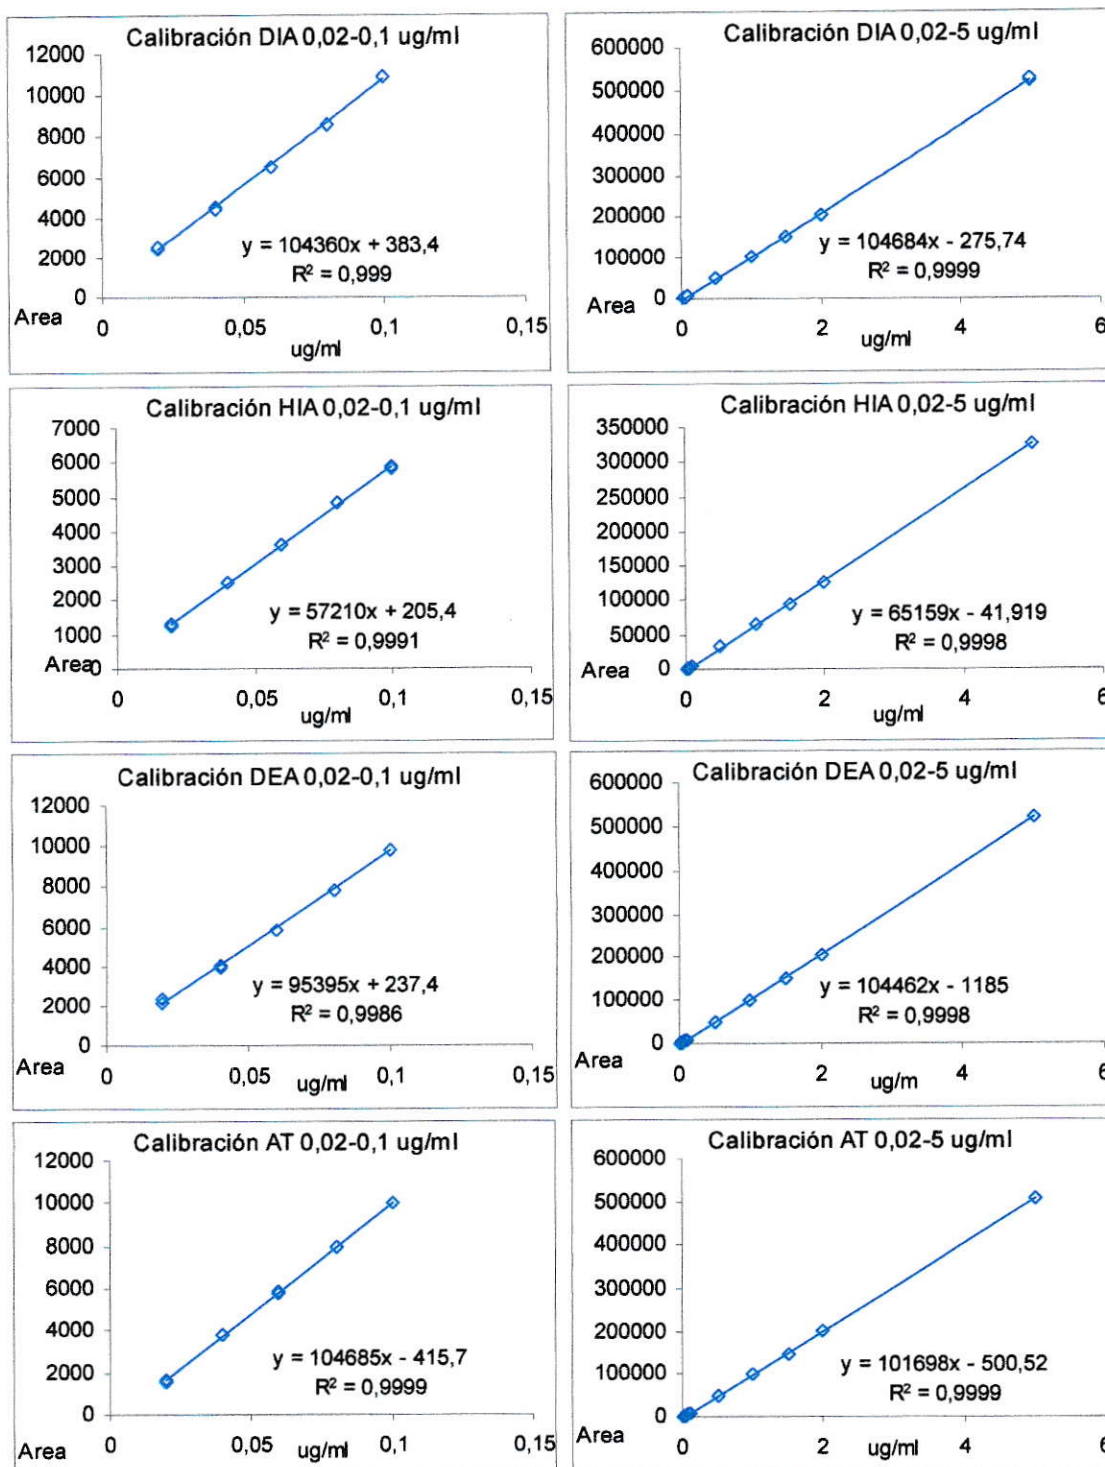 Calibración DIA 0,02-0,1 ug/ml
12000
10000
8000
6000
4000
2000
0
y = 104360x + 383,4
R² = 0,999
Area
0
0,05
0,1
0,15
ug/ml
Calibración DIA 0,02-5 ug/ml
600000
500000
400000
300000
200000
100000
0
y = 104684x - 275,74
R² = 0,9999
Area
0
2
4
6
ug/ml
Calibración HIA 0,02-0,1 ug/ml
7000
6000
5000
4000
3000
2000
1000
0
y = 57210x + 205,4
R² = 0,9991
Area
0
0,05
0,1
0,15
ug/ml
Calibración HIA 0,02-5 ug/ml
350000
300000
250000
200000
150000
100000
50000
0
y = 65159x - 41,919
R² = 0,9998
Area
0
2
4
6
ug/ml
Calibración DEA 0,02-0,1 ug/ml
12000
10000
8000
6000
4000
2000
0
y = 95395x + 237,4
R² = 0,9986
Area
0
0,05
0,1
0,15
ug/ml
Calibración DEA 0,02-5 ug/ml
600000
500000
400000
300000
200000
100000
0
y = 104462x - 1185
R² = 0,9998
Area
0
2
4
6
ug/m
Calibración AT 0,02-0,1 ug/ml
12000
10000
8000
6000
4000
2000
0
y = 104685x - 415,7
R² = 0,9999
Area
0
0,05
0,1
0,15
ug/ml
Calibración AT 0,02-5 ug/ml
600000
500000
400000
300000
200000
100000
0
y = 101698x - 500,52
R² = 0,9999
Area
0
2
4
6
ug/ml